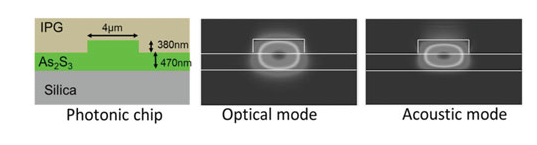 IPG
4μm
380nm
As2S3
470nm
Silica
Photonic chip
Optical mode
Acoustic mode